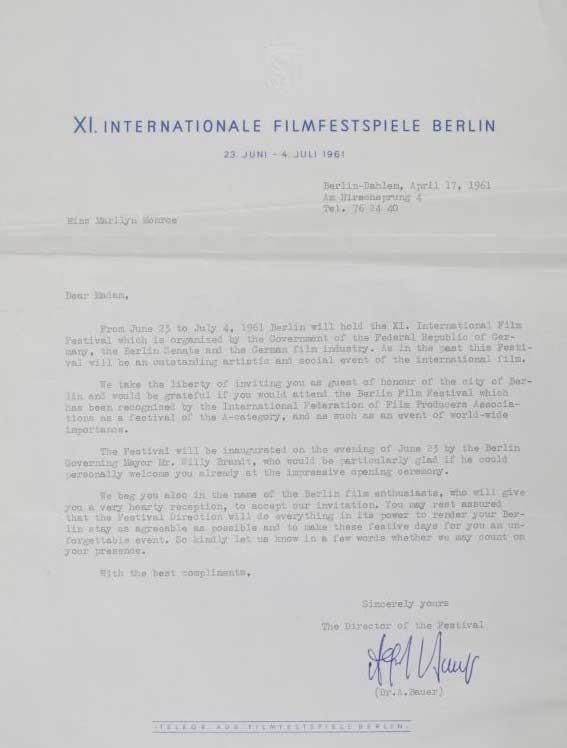 XI. INTERNATIONALE FILMFESTSPIELE BERLIN
23. JUNI - 4. JULI 1961
Berlin-Dahlem, April 17, 1961
Am Hirschsprung 4
Tel. 76 24 40
Miss Marilyn Monroe
Dear Madam,
From June 23 to July 4, 1961 Berlin will hold the XI. International Film
Festival which is organised by the Government of the Federal Republic of Ger-
many, the Berlin Senate and the German film industry. As in the past this Festi-
val will be an outstanding artistic and social event of the international film.
We take the liberty of inviting you as guest of honour of the city of Ber-
lin and would be grateful if you would attend the Berlin Film Festival which
has been recognised by the International Federation of Film Producers Associa-
tions as a festival of the A-category, and as such as an event of world-wide
importance.
The Festival will be inaugurated on the evening of June 23 by the Berlin
Governing Mayor Mr. Willy Brandt, who would be particularly glad if he could
personally welcome you already at the impressive opening ceremony.
We beg you also in the name of the Berlin film enthusiasts, who will give
you a very hearty reception, to accept our invitation. You may rest assured
that the Festival Direction will do everything in its power to render your Ber-
lin stay as agreeable as possible and to make these festive days for you an un-
forgettable event. So kindly let us know in a few words whether we may count on
your presence.
With the best compliments,
Sincerely yours
The Director of the Festival
(Dr.A.Bauer)
TELEGR. ADR. FILMFESTSPIELE BERLIN